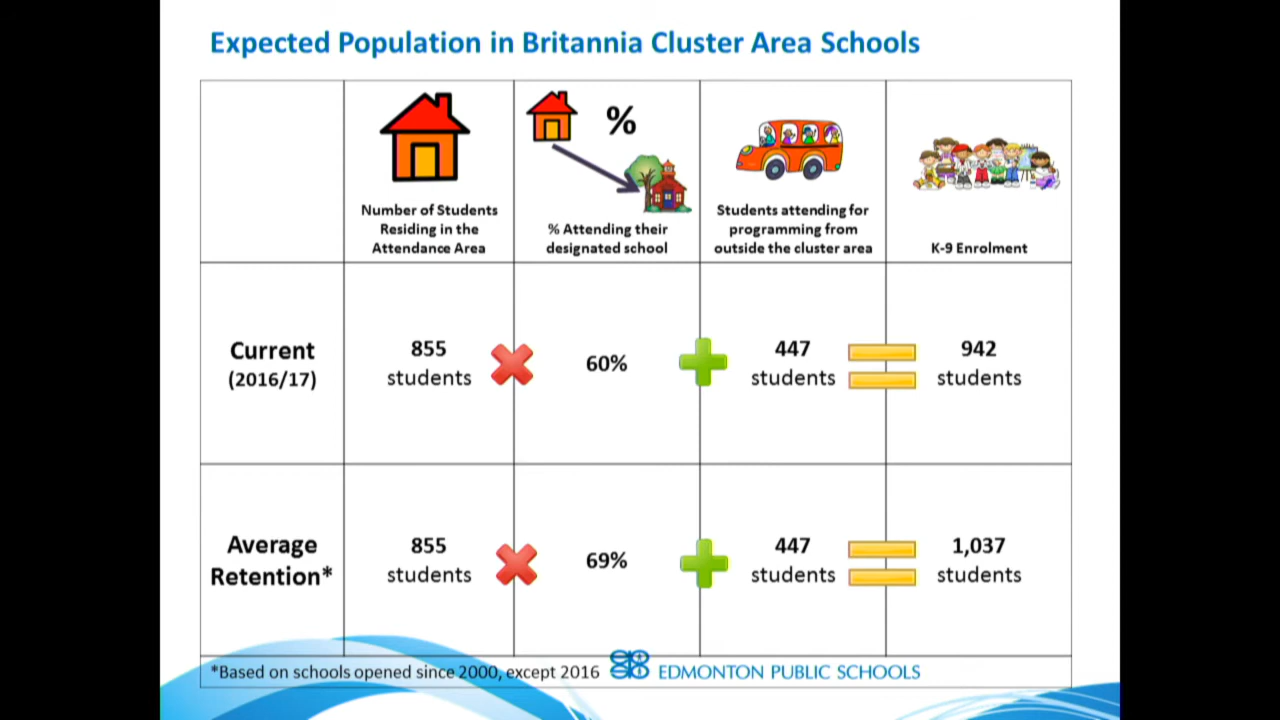 Expected Population in Britannia Cluster Area Schools
%
Number of Students
Residing in the
Attendance Area
% Attending their
designated school
Students attending for
programming from
outside the cluster area
K-9 Enrolment
Current
(2016/17)
855
students
60%
447
students
942
students
Average
Retention*
855
students
69%
447
students
1,037
students
*Based on schools opened since 2000, except 2016
EDMONTON PUBLIC SCHOOLS